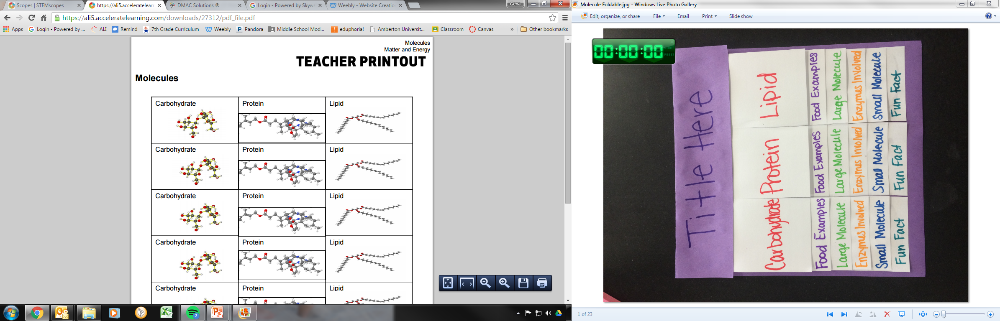 Scopes | STEMscopes
https://ali5.acceleratelearn
DMAC Solutions ®
Login - Powered by Skyw
Weebly - Website Creatio
Gena
https://ali5.acceleratelearning.com/downloads/27312/pdf_file.pdf
Apps
Login - Powered by ...
ALI
Remind
7th Grade Curriculum
Weebly
Pandora
Middle School Mod...
eduphoria!
Amberton Universit...
Classroom
Canvas
»
Other bookmarks
Molecules
Matter and Energy
TEACHER PRINTOUT
Molecules
Carbohydrate Protein Lipid
Carbohydrate Protein Lipid
Carbohydrate Protein Lipid
Carbohydrate Protein Lipid
Carbohydrate Protein Lipid
2
Molecule Foldable.jpg - Windows Live Photo Gallery
Edit, organize, or share File Email Print Slide show
00:00:00
START
RESET
Title Here
Carbohydrate Protein Lipid
Food Examples Food Examples Food Examples
Large Molecule Large Molecule Large Molecule
Enzymes Involved Enzymes Involved Enzymes Involved
Small Molecule Small Molecule Small Molecule
Fun Fact Fun Fact Fun Fact
1 of 23